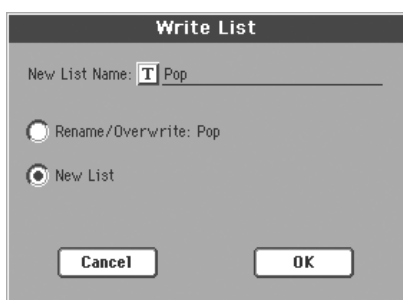 Write List
New List Name: T Pop
Rename/Overwrite: Pop
New List
Cancel OK